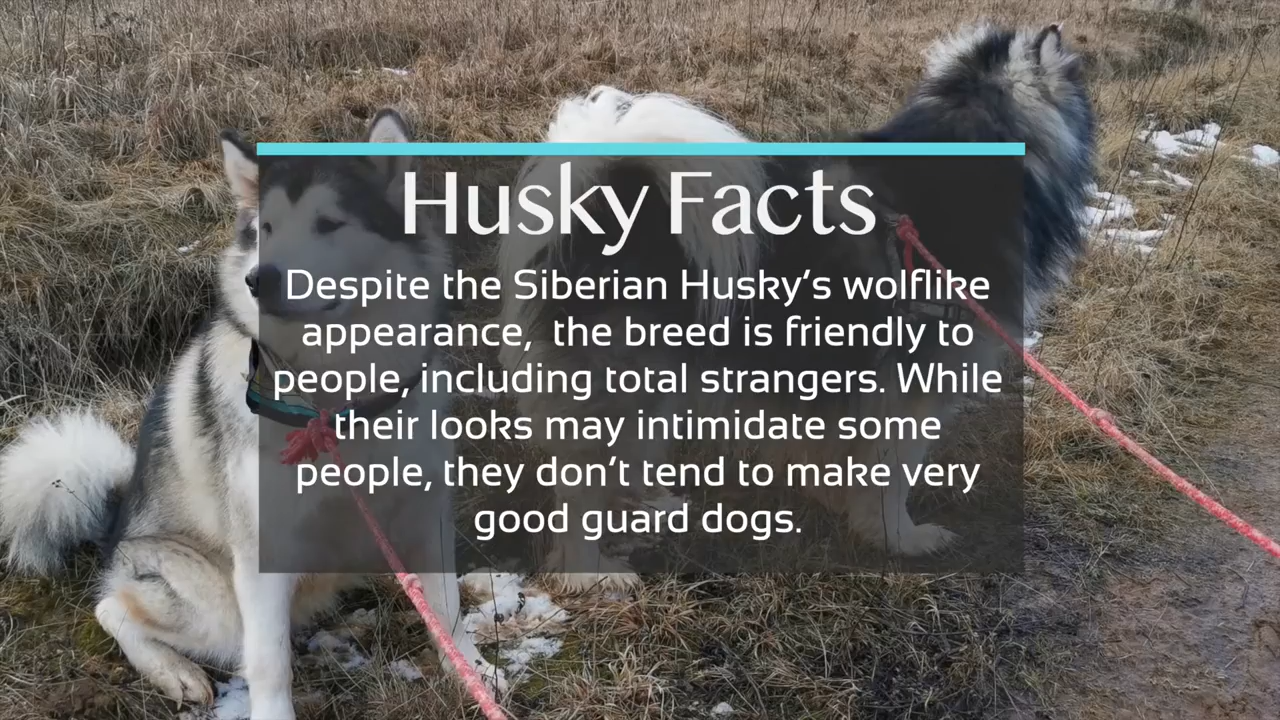 Husky Facts
Despite the Siberian Husky's wolflike
appearance,  the breed is friendly to
people, including total strangers. While
their looks may intimidate some
people, they don't tend to make very
good guard dogs.